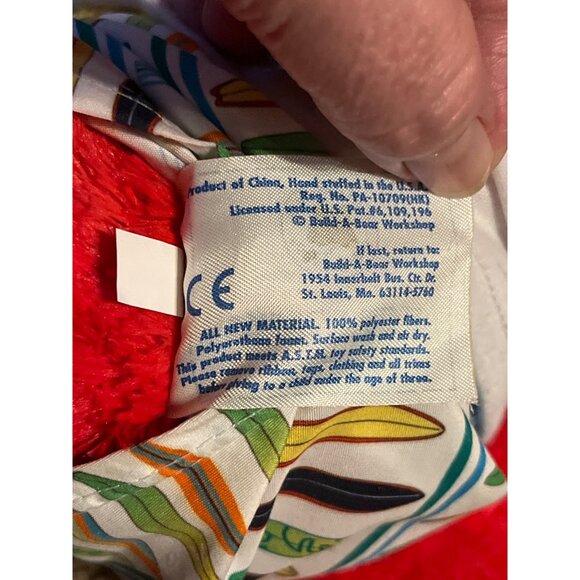 Product of China, Hand stuffed in the U.S.A.
Reg. No. PA-10709(HK)
Licensed under U.S. Pat.#6,109,196
© Build-A-Bear Workshop
If lost, return to:
Build-A-Bear Workshop
1954 Innerbelt Bus. Ctr. Dr.
St. Louis, Mo. 63114-5760
CE
ALL NEW MATERIAL. 100% polyester fibers.
Polyurethane foam. Surface wash and air dry.
This product meets A.S.T.M. toy safety standards.
Please remove ribbon, tags, clothing and all trims
before giving to a child under the age of three.